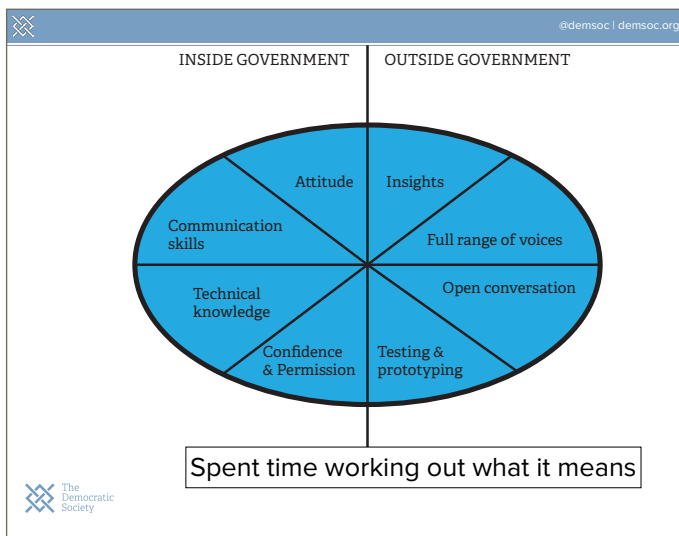 @demsoc | demsoc.org
INSIDE GOVERNMENT
OUTSIDE GOVERNMENT
Attitude
Insights
Communication
skills
Full range of voices
Technical
knowledge
Open conversation
Confidence
& Permission
Testing &
prototyping
Spent time working out what it means
The
Democratic
Society